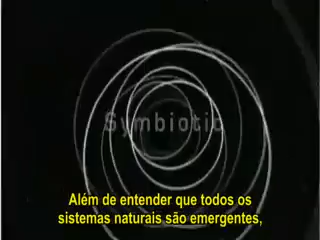 Symbiotic
Além de entender que todos os
sistemas naturais são emergentes,